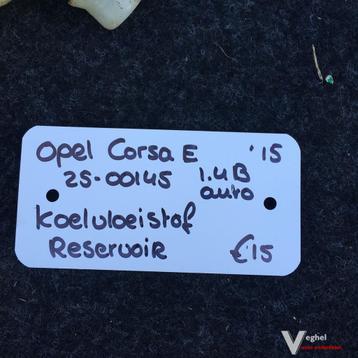 Opel Corsa E '15
25-00145 1.4B
auto
Koelvloeistof
Reservoir €15
Veghel